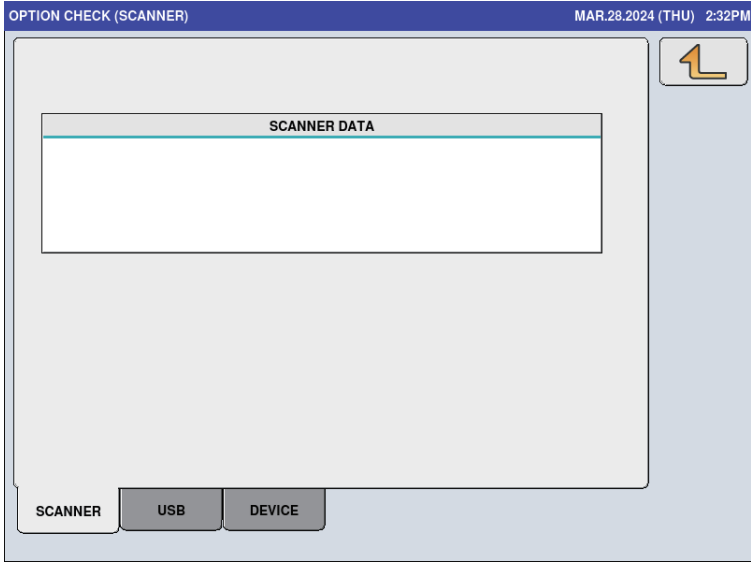 OPTION CHECK (SCANNER) MAR.28.2024 (THU) 2:32PM
SCANNER DATA
SCANNER USB DEVICE